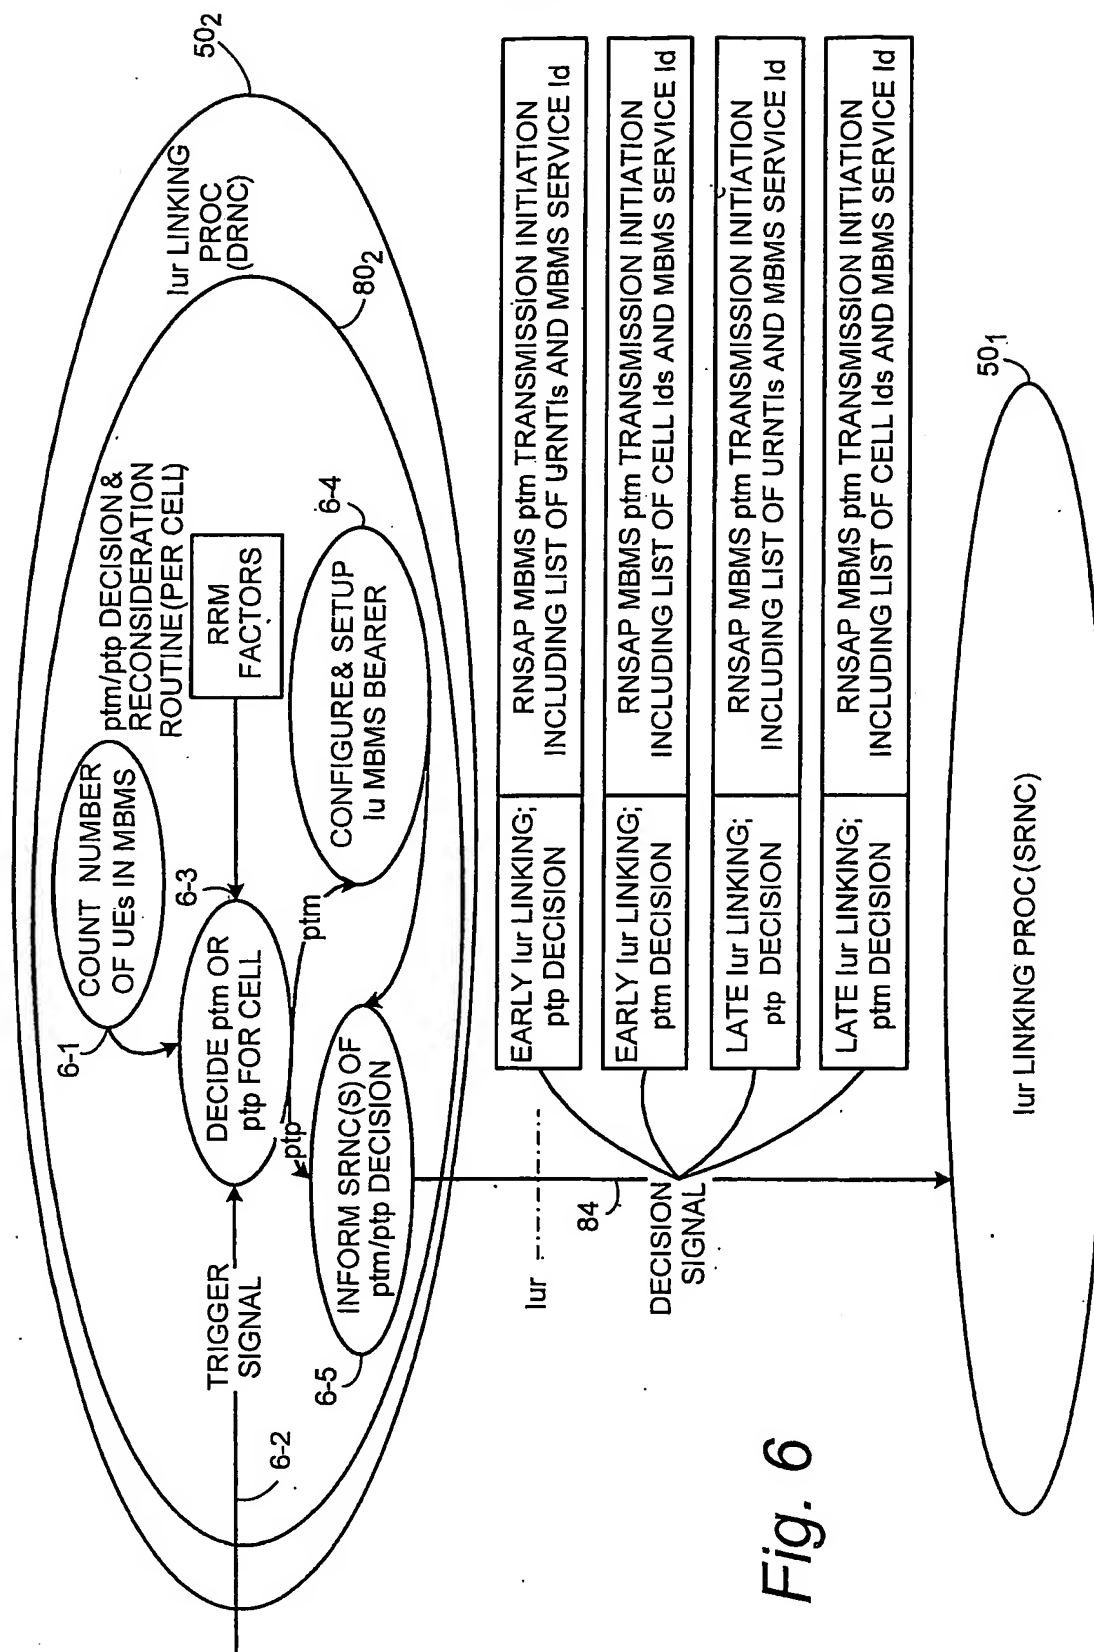 50₂
Iur LINKING
PROC
(DRNC)
80₂
ptm/ptp DECISION &
RECONSIDERATION
ROUTINE(PER CELL)
COUNT NUMBER
OF UEs IN MBMS
6-1
RRM
FACTORS
6-3
6-4
TRIGGER
SIGNAL
6-2
DECIDE ptm OR
ptp FOR CELL
ptm
CONFIGURE& SETUP
Iu MBMS BEARER
ptp
INFORM SRNC(S) OF
ptm/ptp DECISION
6-5
Iur
84
DECISION
SIGNAL
EARLY Iur LINKING;
ptp DECISION
RNSAP MBMS ptm TRANSMISSION INITIATION
INCLUDING LIST OF URNTIs AND MBMS SERVICE Id
EARLY Iur LINKING;
ptm DECISION
RNSAP MBMS ptm TRANSMISSION INITIATION
INCLUDING LIST OF CELL Ids AND MBMS SERVICE Id
LATE Iur LINKING;
ptp DECISION
RNSAP MBMS ptm TRANSMISSION INITIATION
INCLUDING LIST OF URNTIs AND MBMS SERVICE Id
LATE Iur LINKING;
ptm DECISION
RNSAP MBMS ptm TRANSMISSION INITIATION
INCLUDING LIST OF CELL Ids AND MBMS SERVICE Id
50₁
Iur LINKING PROC(SRNC)
Fig. 6